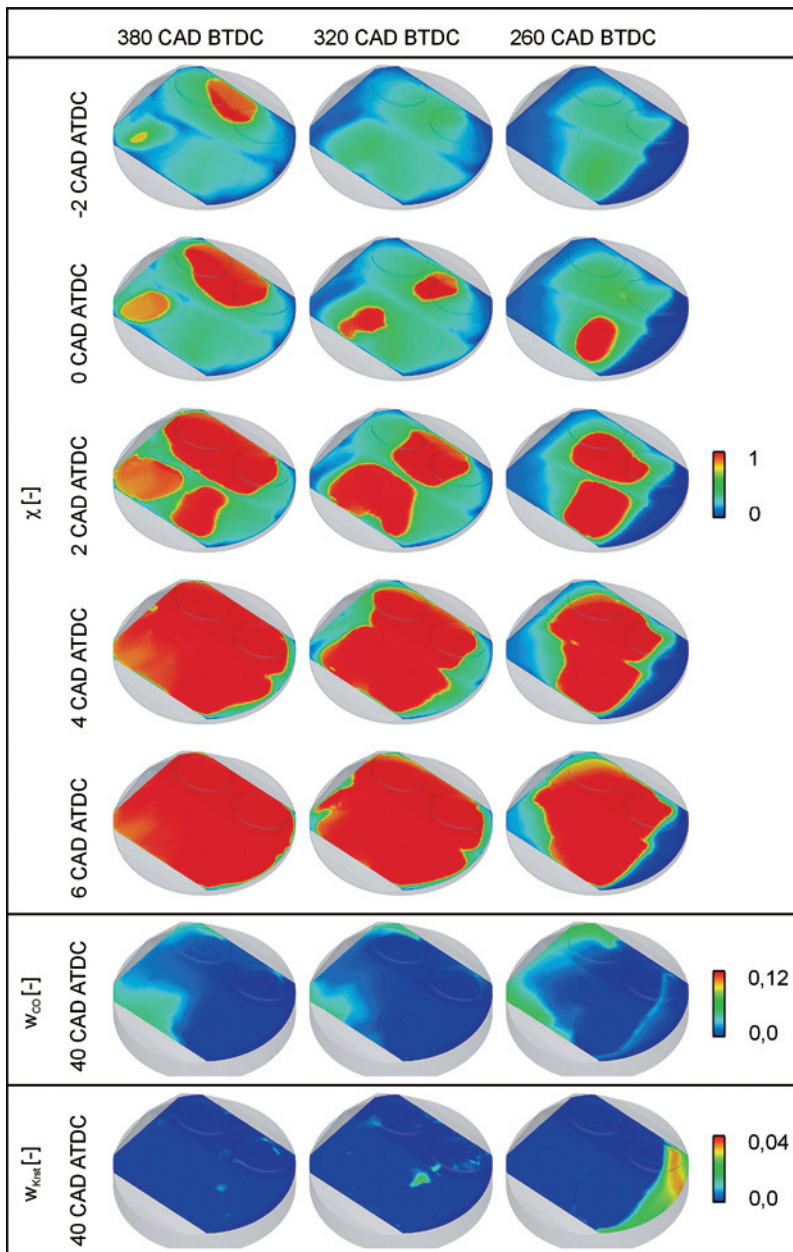 380 CAD BTDC 320 CAD BTDC 260 CAD BTDC
χ [-]
-2 CAD ATDC
0 CAD ATDC
2 CAD ATDC
1
0
4 CAD ATDC
6 CAD ATDC
wCO [-]
40 CAD ATDC
0,12
0,0
wKrst [-]
40 CAD ATDC
0,04
0,0